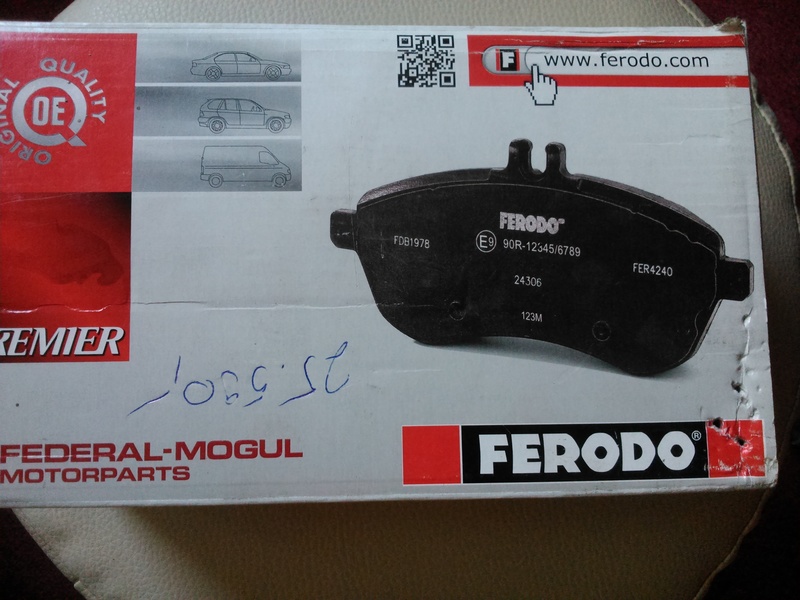 ORIGINAL QUALITY
OE
F www.ferodo.com
FERODO
FDB1978
E9 90R-12345/6789
FER4240
24306
123M
REMIER
FEDERAL-MOGUL
MOTORPARTS
FERODO®